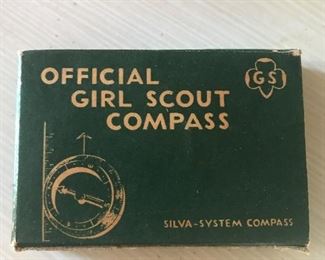 OFFICIAL
GIRL SCOUT
COMPASS
GS
SILVA-SYSTEM COMPASS